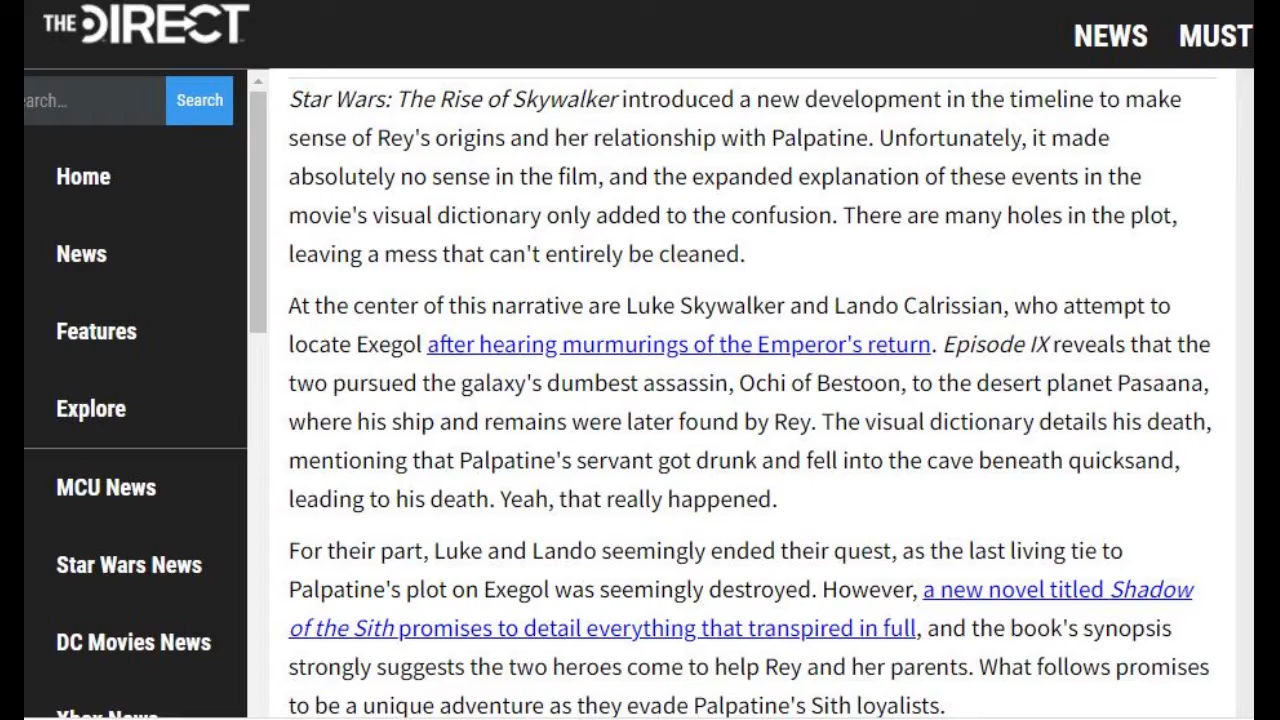 THE DIRECT
NEWS MUST
earch...
Search
Home
News
Features
Explore
MCU News
Star Wars News
DC Movies News
Xbox News
Star Wars: The Rise of Skywalker introduced a new development in the timeline to make
sense of Rey's origins and her relationship with Palpatine. Unfortunately, it made
absolutely no sense in the film, and the expanded explanation of these events in the
movie's visual dictionary only added to the confusion. There are many holes in the plot,
leaving a mess that can't entirely be cleaned.
At the center of this narrative are Luke Skywalker and Lando Calrissian, who attempt to
locate Exegol after hearing murmurings of the Emperor's return. Episode IX reveals that the
two pursued the galaxy's dumbest assassin, Ochi of Bestoon, to the desert planet Pasaana,
where his ship and remains were later found by Rey. The visual dictionary details his death,
mentioning that Palpatine's servant got drunk and fell into the cave beneath quicksand,
leading to his death. Yeah, that really happened.
For their part, Luke and Lando seemingly ended their quest, as the last living tie to
Palpatine's plot on Exegol was seemingly destroyed. However, a new novel titled Shadow
of the Sith promises to detail everything that transpired in full, and the book's synopsis
strongly suggests the two heroes come to help Rey and her parents. What follows promises
to be a unique adventure as they evade Palpatine's Sith loyalists.